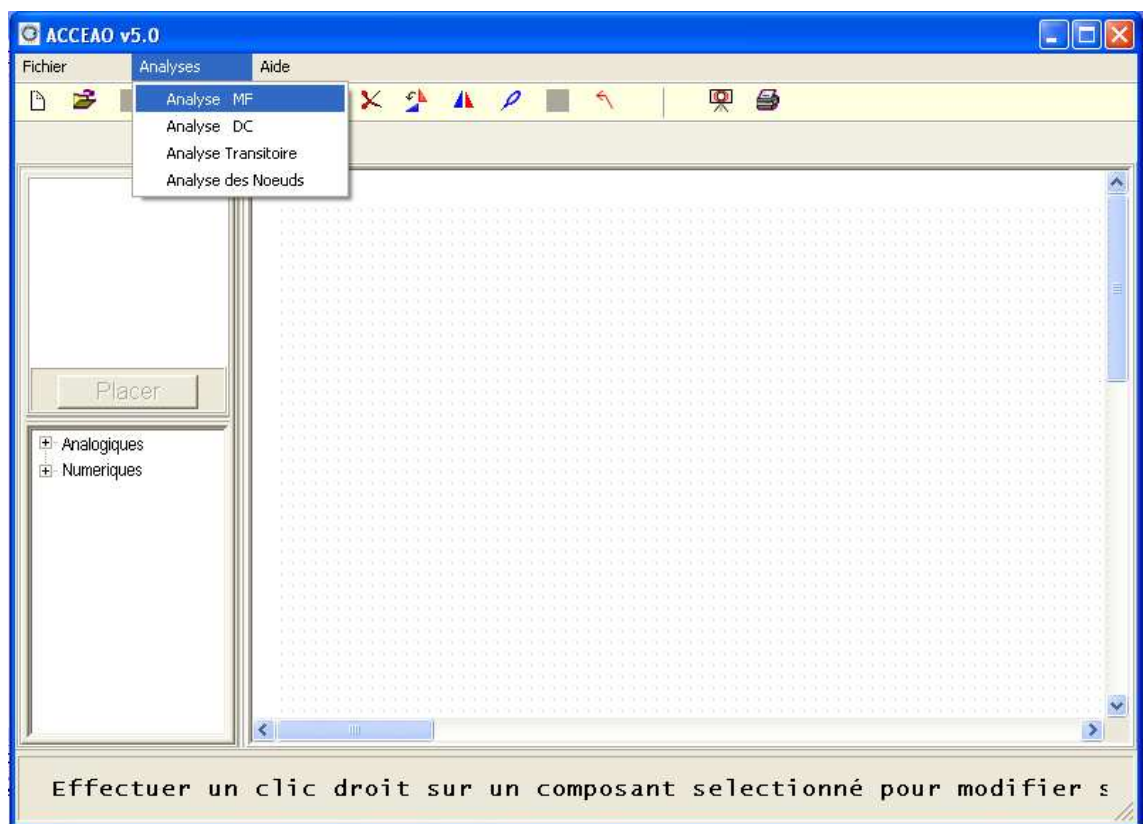 ACCEAO v5.0
Fichier Analyses Aide
Analyse MF
Analyse DC
Analyse Transitoire
Analyse des Noeuds
Placer
Analogiques
Numeriques
Effectuer un clic droit sur un composant selectionné pour modifier s